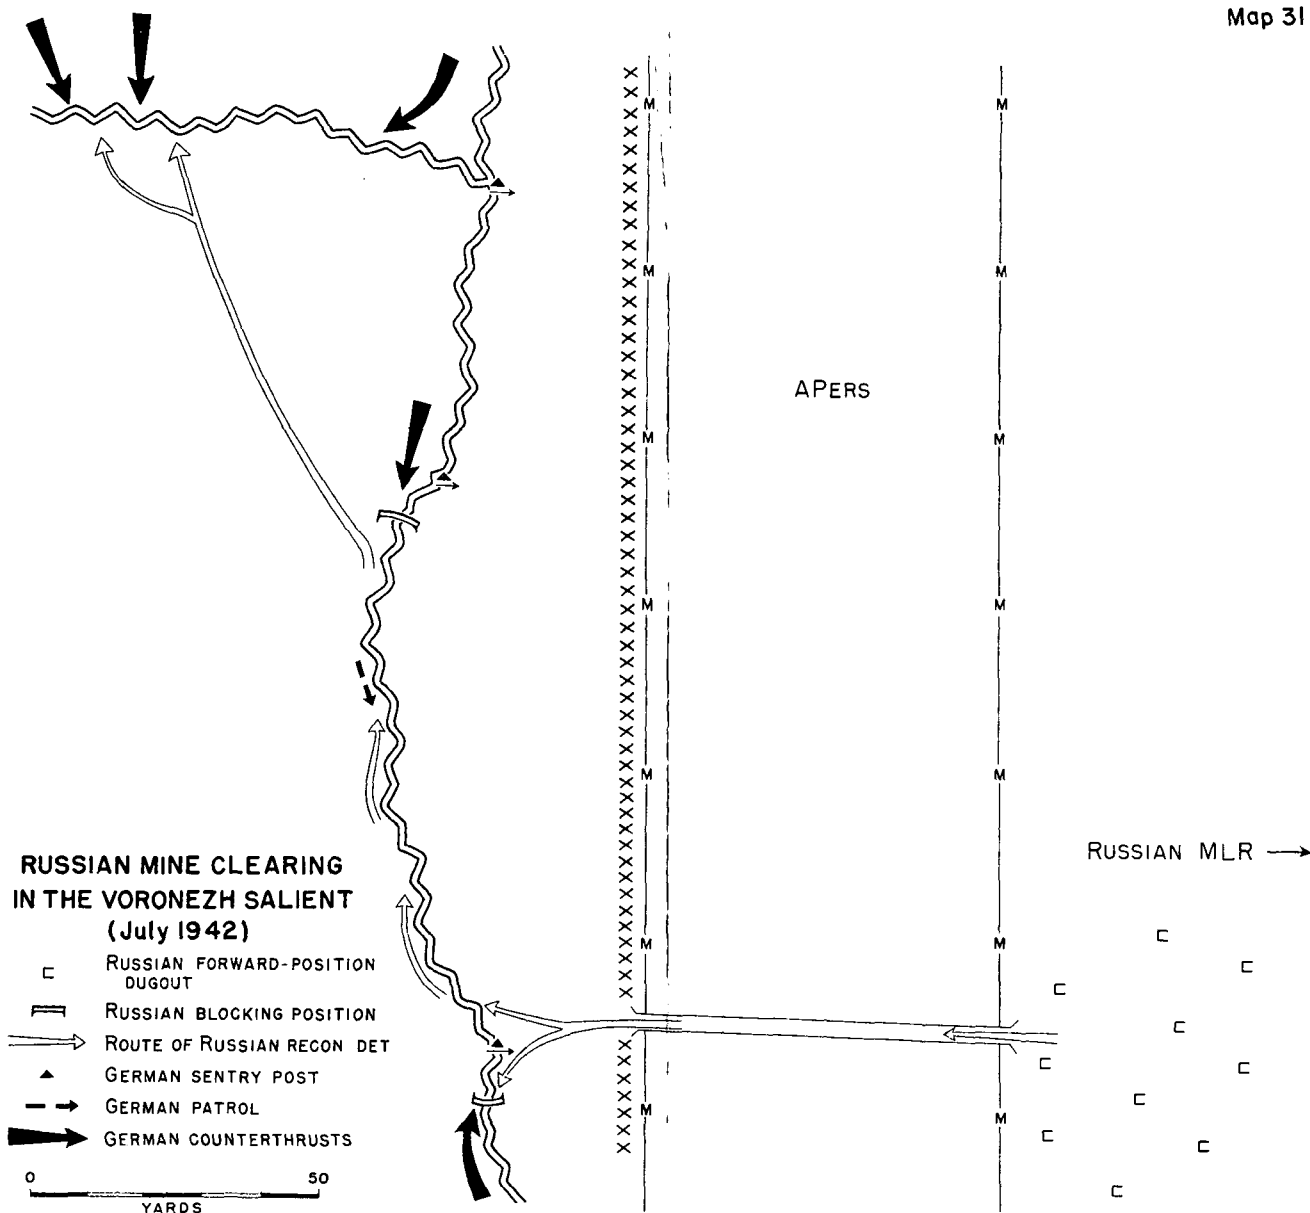 Map 31
M M
M M
APERS
M M
M M
M M
RUSSIAN MLR
M M
M M
RUSSIAN MINE CLEARING
IN THE VORONEZH SALIENT
(July 1942)
RUSSIAN FORWARD-POSITION
DUGOUT
RUSSIAN BLOCKING POSITION
ROUTE OF RUSSIAN RECON DET
GERMAN SENTRY POST
GERMAN PATROL
GERMAN COUNTERTHRUSTS
0 50
YARDS